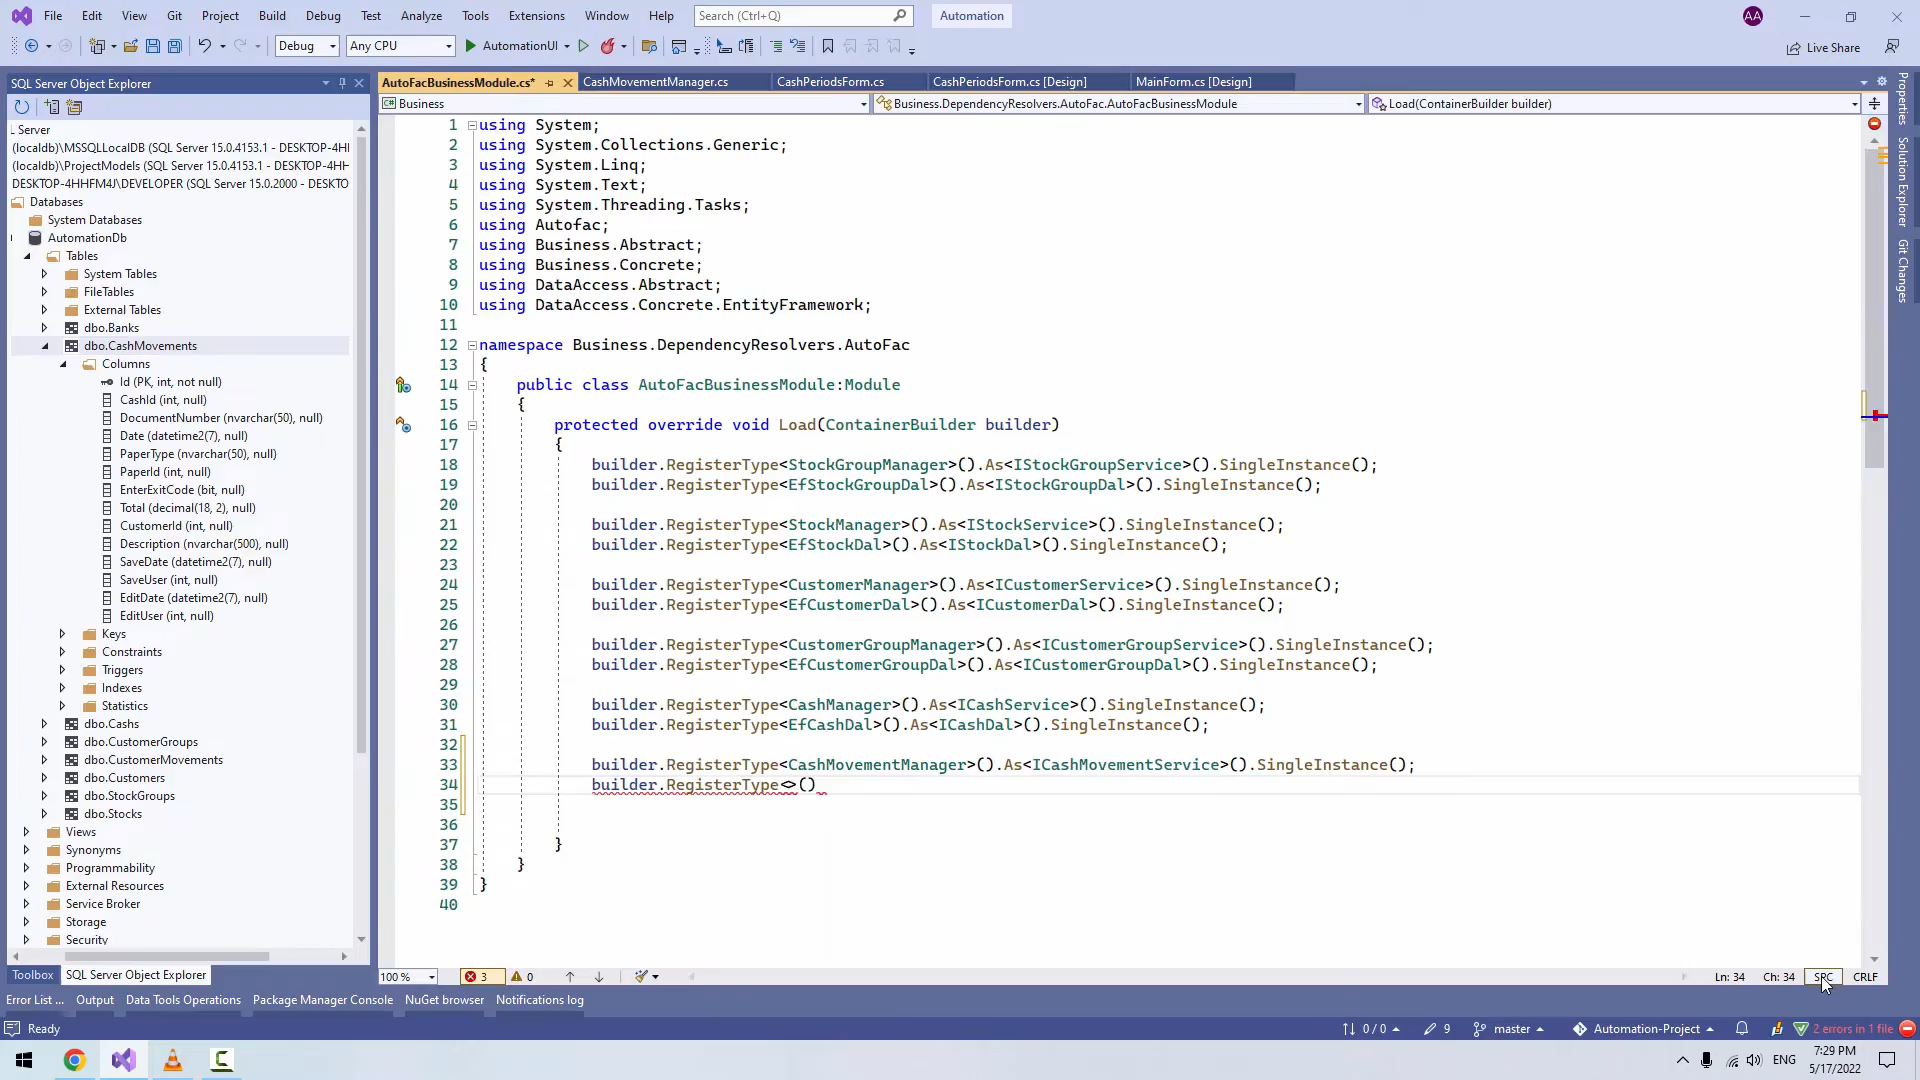 File Edit View Git Project Build Debug Test Analyze Tools Extensions Window Help Search (Ctrl+Q) Automation AA
Debug Any CPU AutomationUI Live Share
SQL Server Object Explorer
AutoFacBusinessModule.cs* CashMovementManager.cs CashPeriodsForm.cs CashPeriodsForm.cs [Design] MainForm.cs [Design]
Business Business.DependencyResolvers.AutoFac.AutoFacBusinessModule Load(ContainerBuilder builder)
L Server
(localdb)\MSSQLLocalDB (SQL Server 15.0.4153.1 - DESKTOP-4HH
(localdb)\ProjectModels (SQL Server 15.0.4153.1 - DESKTOP-4HH
DESKTOP-4HHFM4J\DEVELOPER (SQL Server 15.0.2000 - DESKTO
Databases
System Databases
AutomationDb
Tables
System Tables
FileTables
External Tables
dbo.Banks
dbo.CashMovements
Columns
Id (PK, int, not null)
CashId (int, null)
DocumentNumber (nvarchar(50), null)
Date (datetime2(7), null)
PaperType (nvarchar(50), null)
PaperId (int, null)
EnterExitCode (bit, null)
Total (decimal(18, 2), null)
CustomerId (int, null)
Description (nvarchar(500), null)
SaveDate (datetime2(7), null)
SaveUser (int, null)
EditDate (datetime2(7), null)
EditUser (int, null)
Keys
Constraints
Triggers
Indexes
Statistics
dbo.Cashs
dbo.CustomerGroups
dbo.CustomerMovements
dbo.Customers
dbo.StockGroups
dbo.Stocks
Views
Synonyms
Programmability
External Resources
Service Broker
Storage
Security
Toolbox SQL Server Object Explorer
1 using System;
2 using System.Collections.Generic;
3 using System.Linq;
4 using System.Text;
5 using System.Threading.Tasks;
6 using Autofac;
7 using Business.Abstract;
8 using Business.Concrete;
9 using DataAccess.Abstract;
10 using DataAccess.Concrete.EntityFramework;
11
12 namespace Business.DependencyResolvers.AutoFac
13 {
14 public class AutoFacBusinessModule:Module
15 {
16 protected override void Load(ContainerBuilder builder)
17 {
18 builder.RegisterType<StockGroupManager>().As<IStockGroupService>().SingleInstance();
19 builder.RegisterType<EfStockGroupDal>().As<IStockGroupDal>().SingleInstance();
20
21 builder.RegisterType<StockManager>().As<IStockService>().SingleInstance();
22 builder.RegisterType<EfStockDal>().As<IStockDal>().SingleInstance();
23
24 builder.RegisterType<CustomerManager>().As<ICustomerService>().SingleInstance();
25 builder.RegisterType<EfCustomerDal>().As<ICustomerDal>().SingleInstance();
26
27 builder.RegisterType<CustomerGroupManager>().As<ICustomerGroupService>().SingleInstance();
28 builder.RegisterType<EfCustomerGroupDal>().As<ICustomerGroupDal>().SingleInstance();
29
30 builder.RegisterType<CashManager>().As<ICashService>().SingleInstance();
31 builder.RegisterType<EfCashDal>().As<ICashDal>().SingleInstance();
32
33 builder.RegisterType<CashMovementManager>().As<ICashMovementService>().SingleInstance();
34 builder.RegisterType<>()
35
36
37 }
38 }
39 }
40
100 % 3 0 Ln: 34 Ch: 34 SPC CRLF
Properties
Solution Explorer
Git Changes
Error List ... Output Data Tools Operations Package Manager Console NuGet browser Notifications log
Ready 0 / 0 9 master Automation-Project 2 errors in 1 file
ENG 7:29 PM
5/17/2022